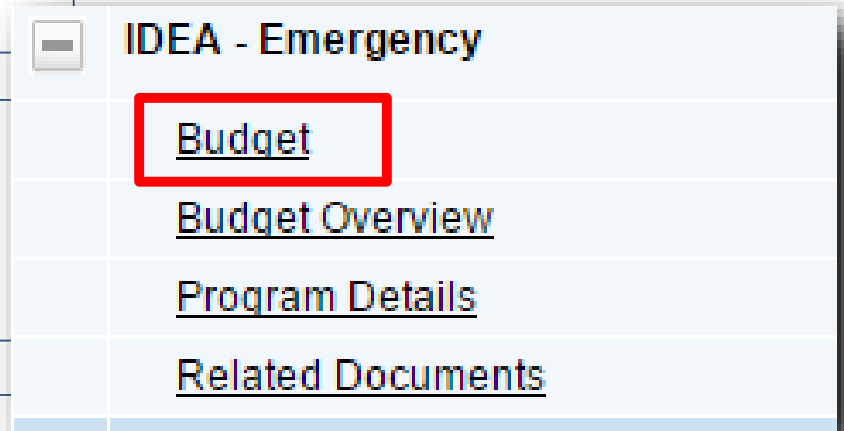 IDEA - Emergency
Budget
Budget Overview
Program Details
Related Documents